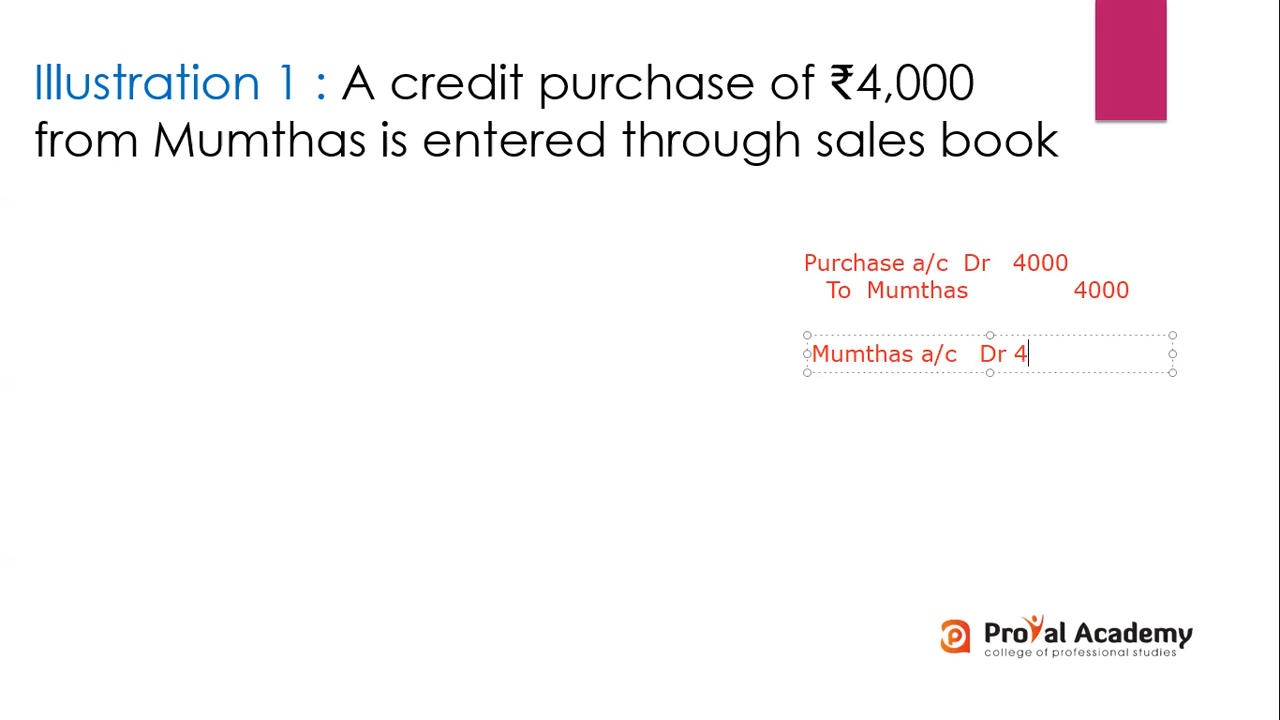 Illustration 1 : A credit purchase of ₹4,000
from Mumthas is entered through sales book
Purchase a/c Dr 4000
To Mumthas 4000
Mumthas a/c Dr 4
ProVal Academy
college of professional studies